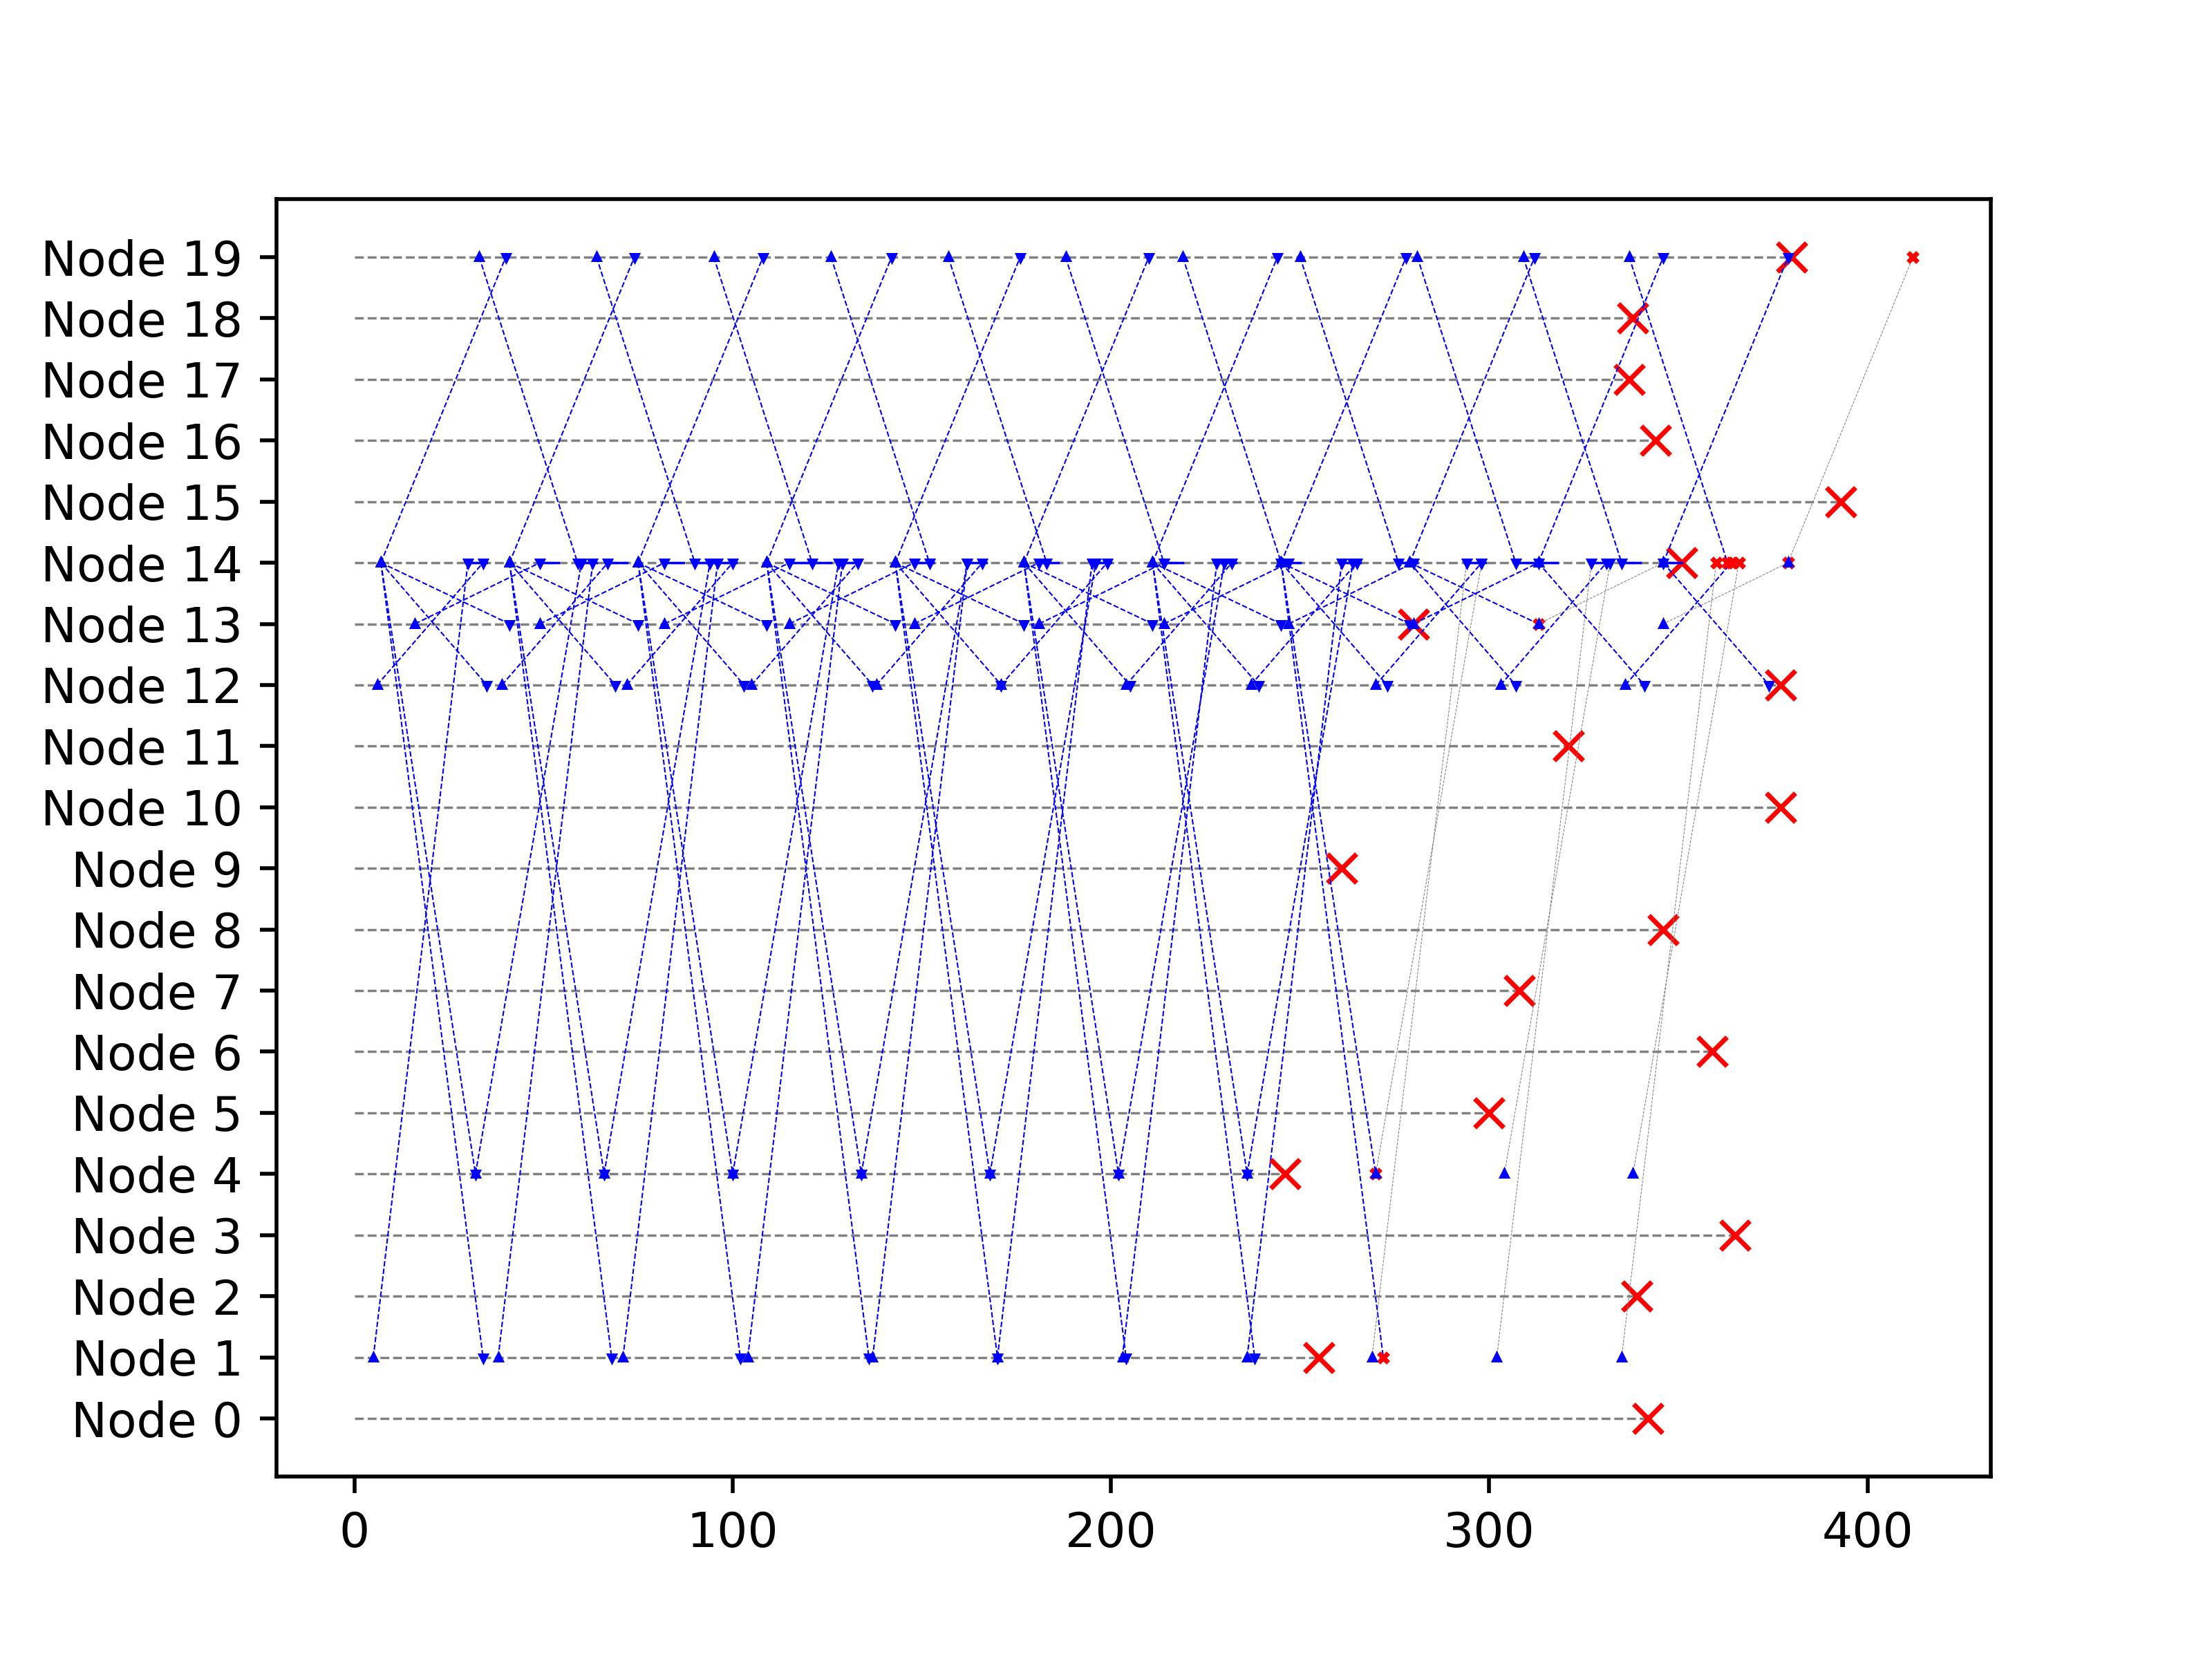 Node 19
Node 18
Node 17
Node 16
Node 15
Node 14
Node 13
Node 12
Node 11
Node 10
Node 9
Node 8
Node 7
Node 6
Node 5
Node 4
Node 3
Node 2
Node 1
Node 0
0 100 200 300 400